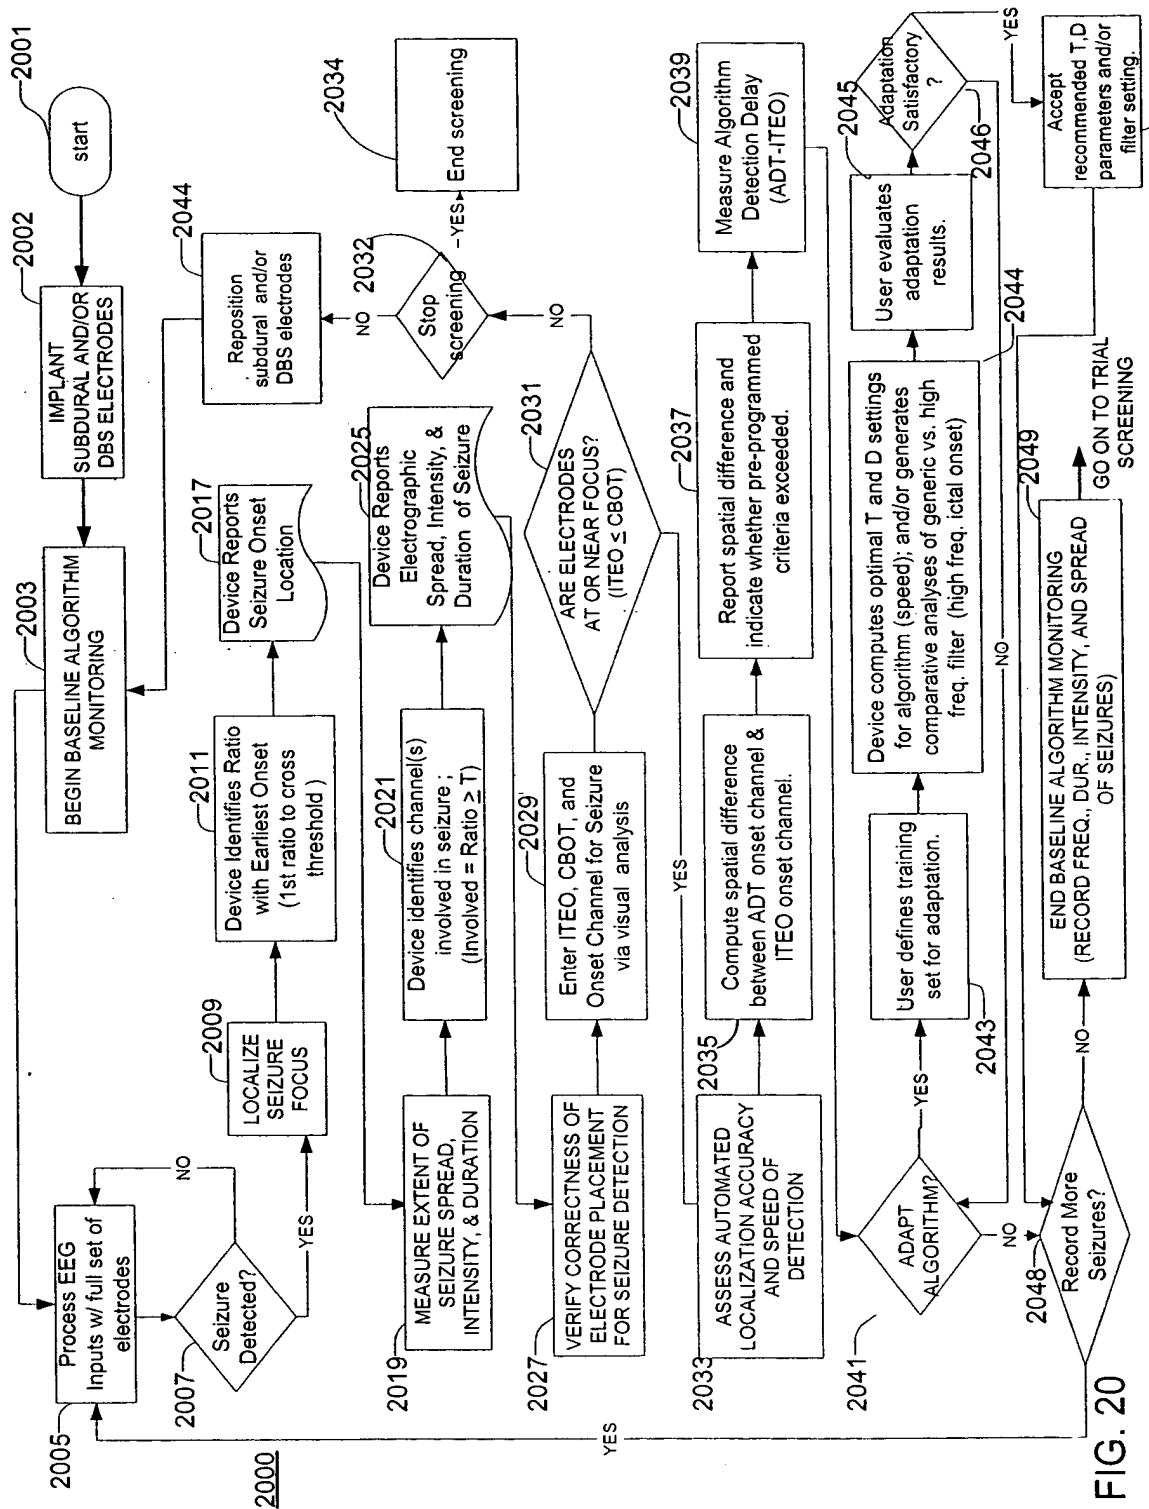 2001
start
2002
IMPLANT
SUBDURAL AND/OR
DBS ELECTRODES
2003
BEGIN BASELINE ALGORITHM
MONITORING
2005
Process EEG
Inputs w/ full set of
electrodes
2007
Seizure
Detected?
NO
YES
2009
LOCALIZE
SEIZURE
FOCUS
2011
Device Identifies Ratio
with Earliest Onset
(1st ratio to cross
threshold )
2017
Device Reports
Seizure Onset
Location
2019
MEASURE EXTENT OF
SEIZURE SPREAD,
INTENSITY, & DURATION
2021
Device identifies channel(s)
involved in seizure ;
(Involved = Ratio ≥ T)
2025
Device Reports
Electrographic
Spread, Intensity, &
Duration of Seizure
2027
VERIFY CORRECTNESS OF
ELECTRODE PLACEMENT
FOR SEIZURE DETECTION
2029
Enter ITEO, CBOT, and
Onset Channel for Seizure
via visual analysis
2031
ARE ELECTRODES
AT OR NEAR FOCUS?
(ITEO ≤ CBOT)
NO
YES
2032
Stop
screening
NO
YES
2034
End screening
2044
Reposition
subdural and/or
DBS electrodes
2033
ASSESS AUTOMATED
LOCALIZATION ACCURACY
AND SPEED OF
DETECTION
2035
Compute spatial difference
between ADT onset channel &
ITEO onset channel.
2037
Report spatial difference and
indicate whether pre-programmed
criteria exceeded.
2039
Measure Algorithm
Detection Delay
(ADT-ITEO)
2041
ADAPT
ALGORITHM?
YES
NO
2043
User defines training
set for adaptation.
2044
Device computes optimal T and D settings
for algorithm (speed); and/or generates
comparative analyses of generic vs. high
freq. filter (high freq. ictal onset)
2045
User evaluates
adaptation
results.
2046
Adaptation
Satisfactory
?
YES
NO
Accept
recommended T,D
parameters and/or
filter setting.
2048
Record More
Seizures?
NO
YES
2049
END BASELINE ALGORITHM MONITORING
(RECORD FREQ., DUR., INTENSITY, AND SPREAD
OF SEIZURES)
GO ON TO TRIAL
SCREENING
2000
FIG. 20